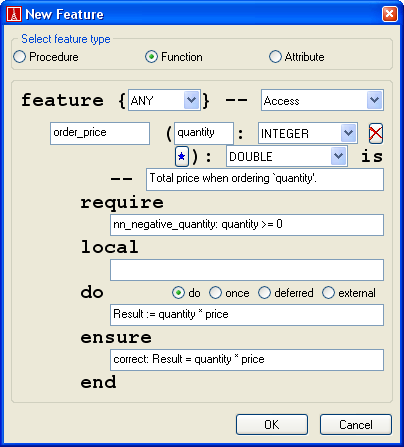 New Feature
Select feature type
Procedure Function Attribute
feature { ANY } -- Access
order_price ( quantity : INTEGER
) : DOUBLE is
-- Total price when ordering `quantity'.
require
nn_negative_quantity: quantity >= 0
local
do do once deferred external
Result := quantity * price
ensure
correct: Result = quantity * price
end
OK Cancel